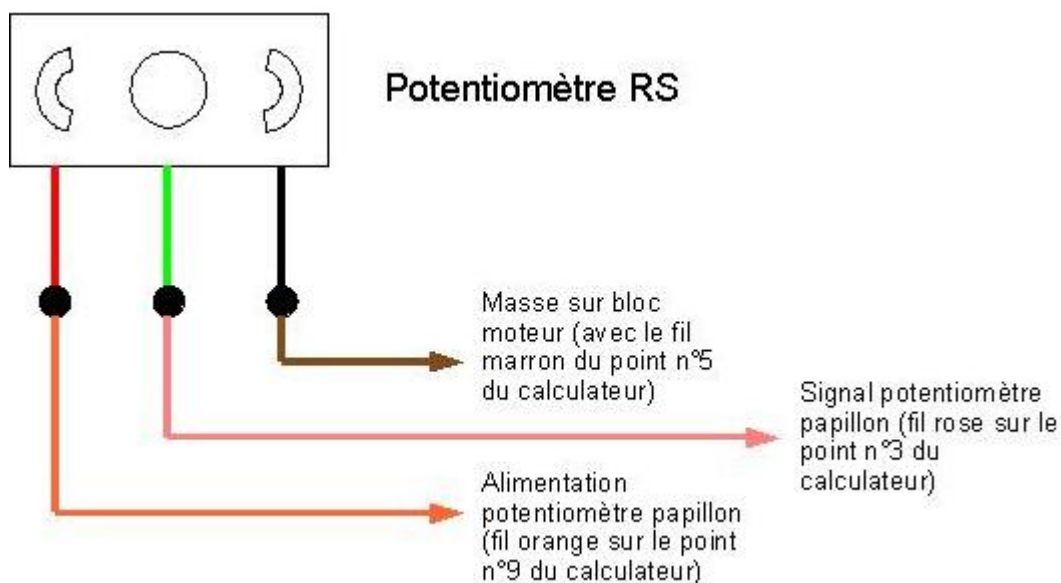 Potentiomètre RS
Masse sur bloc
moteur (avec le fil
marron du point n°5
du calculateur)
Signal potentiomètre
papillon (fil rose sur le
point n°3 du
calculateur)
Alimentation
potentiomètre papillon
(fil orange sur le point
n°9 du calculateur)